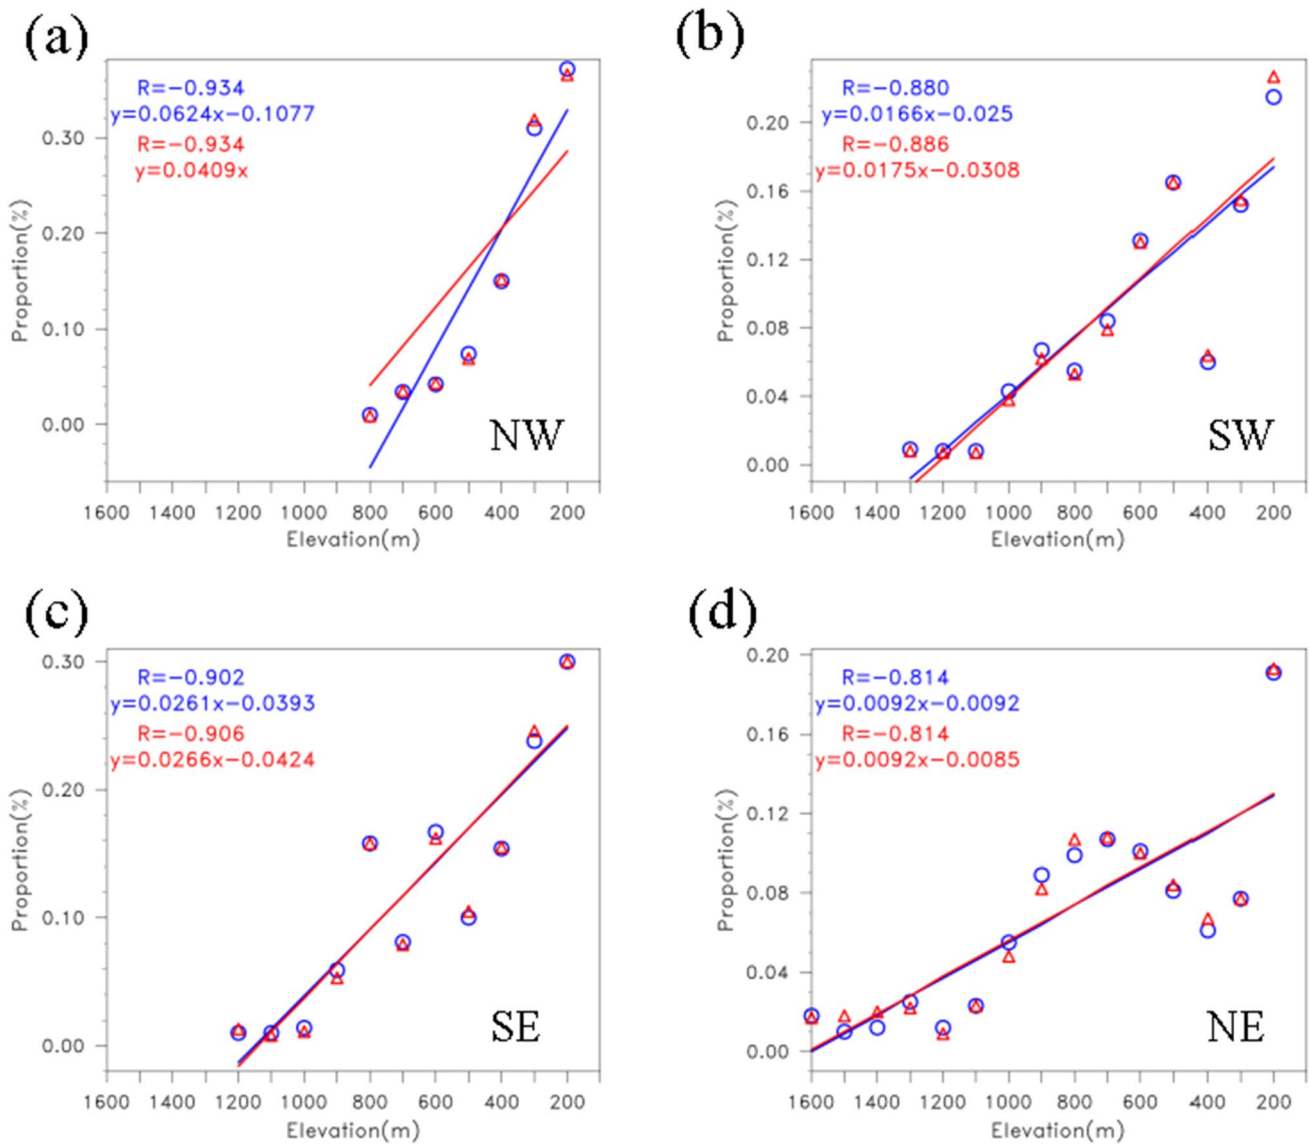 (a)
R=−0.934
y=0.0624x−0.1077
R=−0.934
y=0.0409x
0.30
0.20
0.10
0.00
Proportion(%)
NW
1600 1400 1200 1000 800 600 400 200
Elevation(m)
(b)
R=−0.880
y=0.0166x−0.025
R=−0.886
y=0.0175x−0.0308
0.20
0.16
0.12
0.08
0.04
0.00
Proportion(%)
SW
1600 1400 1200 1000 800 600 400 200
Elevation(m)
(c)
R=−0.902
y=0.0261x−0.0393
R=−0.906
y=0.0266x−0.0424
0.30
0.20
0.10
0.00
Proportion(%)
SE
1600 1400 1200 1000 800 600 400 200
Elevation(m)
(d)
R=−0.814
y=0.0092x−0.0092
R=−0.814
y=0.0092x−0.0085
0.20
0.16
0.12
0.08
0.04
0.00
Proportion(%)
NE
1600 1400 1200 1000 800 600 400 200
Elevation(m)